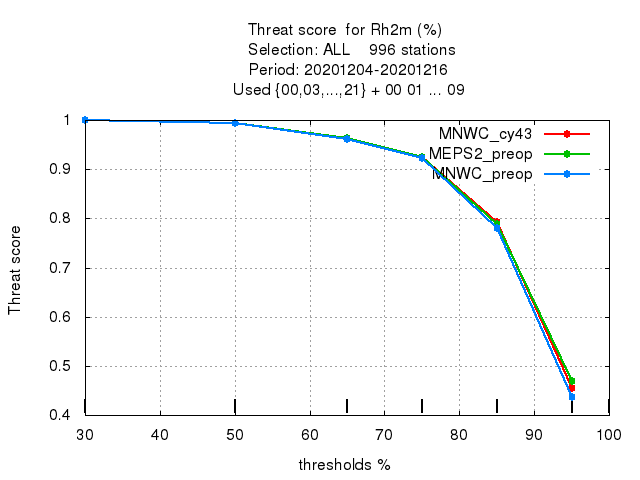 Threat score  for Rh2m (%)
Selection: ALL    996 stations
Period: 20201204-20201216
Used {00,03,...,21} + 00 01 ... 09
MNWC_cy43
MEPS2_preop
MNWC_preop
1
0.9
0.8
0.7
0.6
0.5
0.4
Threat score
30 40 50 60 70 80 90 100
thresholds %